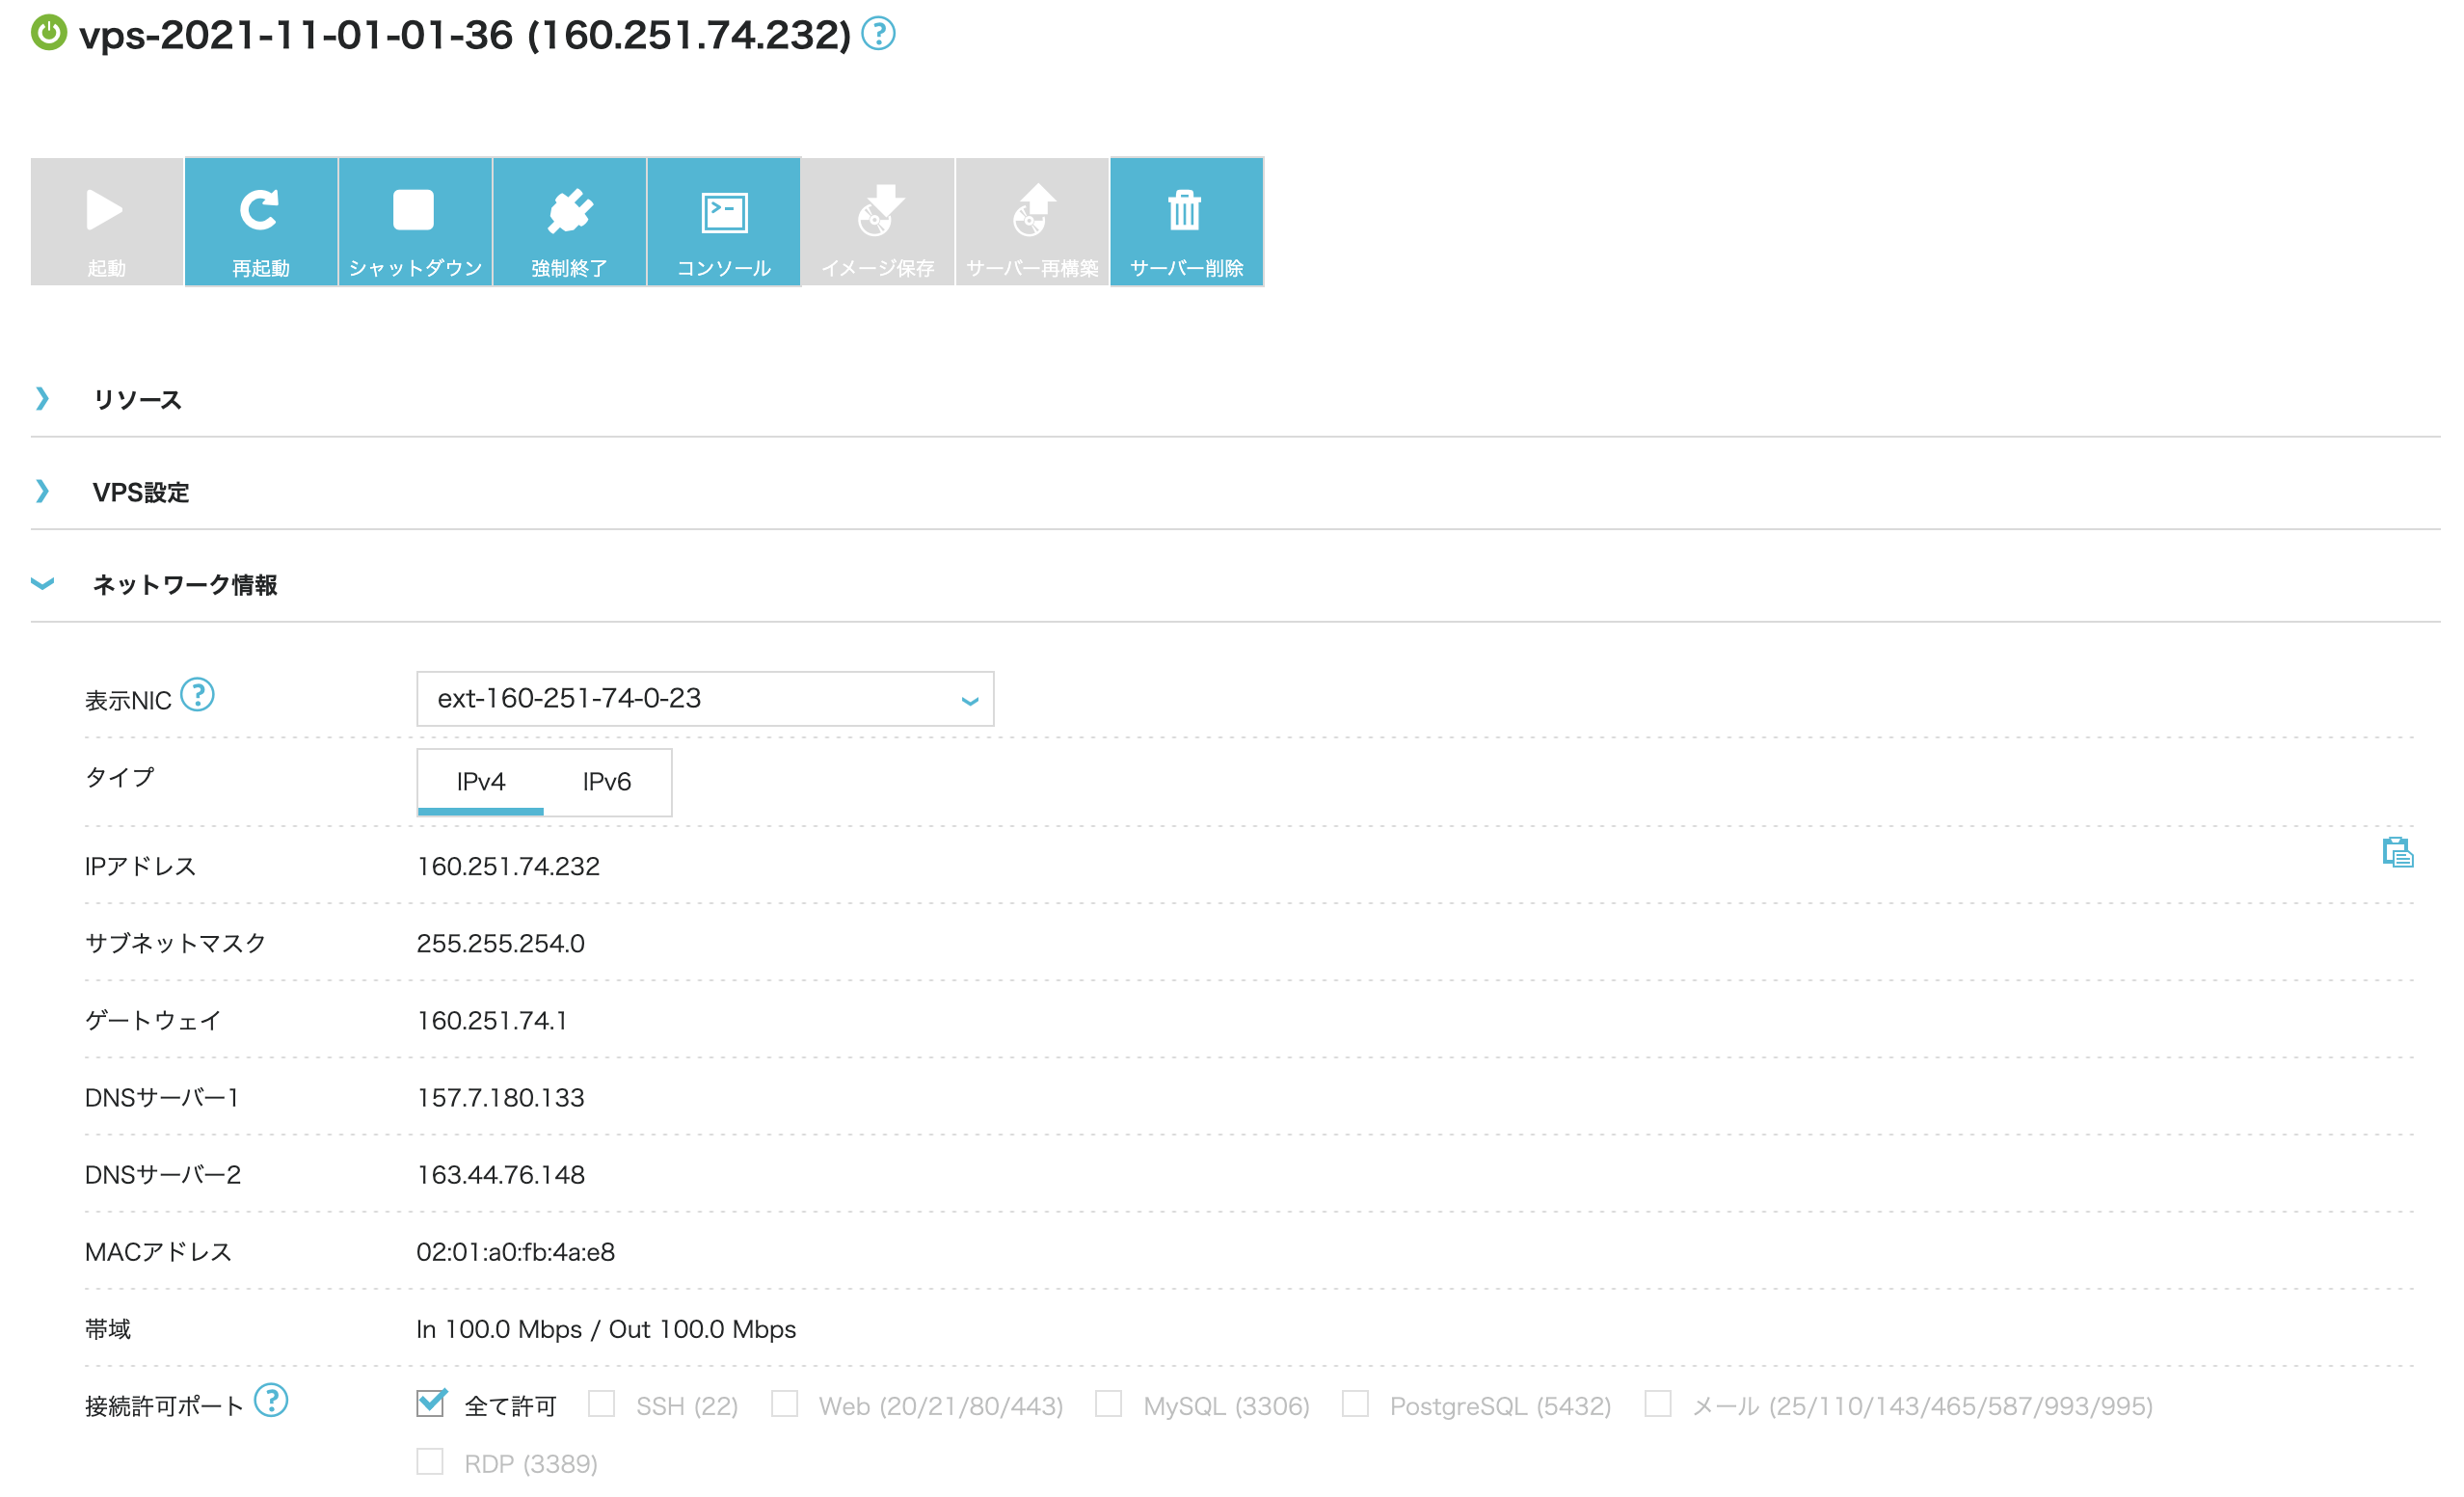 vps-2021-11-01-01-36 (160.251.74.232) ?
起動 再起動 シャットダウン 強制終了 コンソール イメージ保存 サーバー再構築 サーバー削除
リソース
VPS設定
ネットワーク情報
表示NIC ? ext-160-251-74-0-23
タイプ IPv4 IPv6
IPアドレス 160.251.74.232
サブネットマスク 255.255.254.0
ゲートウェイ 160.251.74.1
DNSサーバー1 157.7.180.133
DNSサーバー2 163.44.76.148
MACアドレス 02:01:a0:fb:4a:e8
帯域 In 100.0 Mbps / Out 100.0 Mbps
接続許可ポート ? 全て許可 SSH (22) Web (20/21/80/443) MySQL (3306) PostgreSQL (5432) メール (25/110/143/465/587/993/995)
RDP (3389)